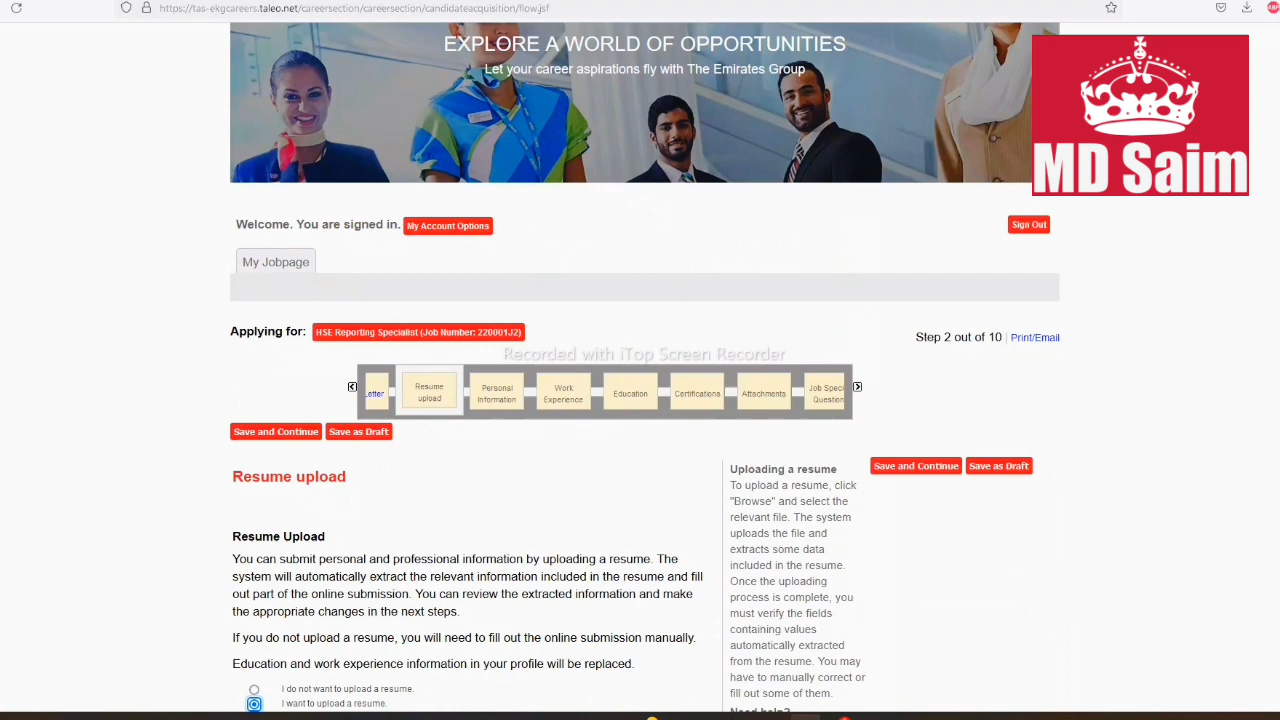 https://tas-ekgcareers.taleo.net/careersection/careersection/candidateacquisition/flow.jsf
EXPLORE A WORLD OF OPPORTUNITIES
Let your career aspirations fly with The Emirates Group
MD Saim
Welcome. You are signed in. My Account Options
Sign Out
My Jobpage
Applying for: HSE Reporting Specialist (Job Number: 220001J2)
Step 2 out of 10 | Print/Email
Recorded with iTop Screen Recorder
Letter
Resume upload
Personal Information
Work Experience
Education
Certifications
Attachments
Job Speci Question
Save and Continue Save as Draft
Resume upload
Resume Upload
You can submit personal and professional information by uploading a resume. The
system will automatically extract the relevant information included in the resume and fill
out part of the online submission. You can review the extracted information and make
the appropriate changes in the next steps.
If you do not upload a resume, you will need to fill out the online submission manually.
Education and work experience information in your profile will be replaced.
I do not want to upload a resume.
I want to upload a resume.
Uploading a resume
To upload a resume, click
"Browse" and select the
relevant file. The system
uploads the file and
extracts some data
included in the resume.
Once the uploading
process is complete, you
must verify the fields
containing values
automatically extracted
from the resume. You may
have to manually correct or
fill out some of them.
Need help?
Save and Continue Save as Draft